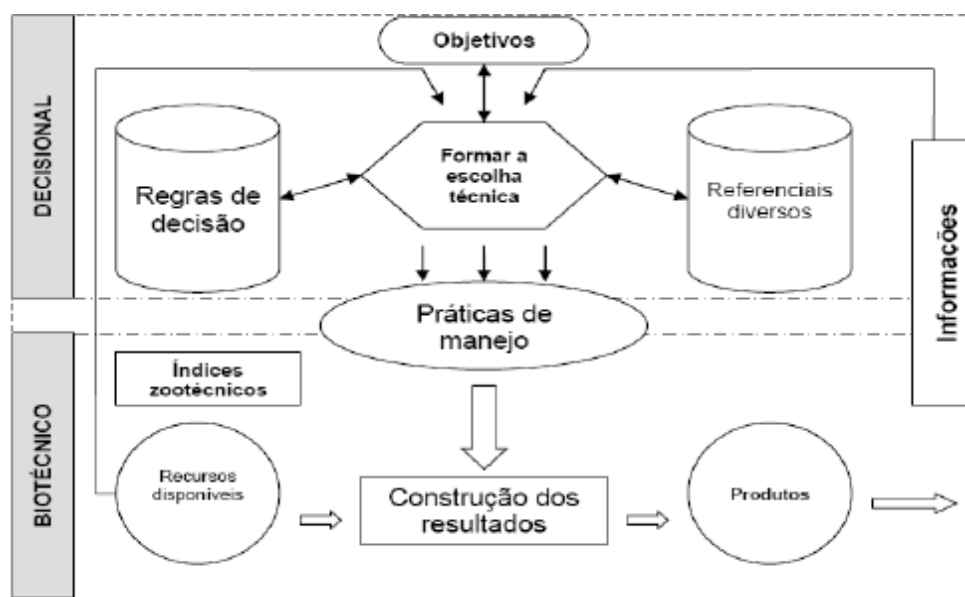 DECISIONAL
Objetivos
Regras de
decisão
Formar a
escolha
técnica
Referenciais
diversos
Informações
Práticas de
manejo
BIOTÉCNICO
Índices
zootécnicos
Recursos
disponíveis
Construção dos
resultados
Produtos